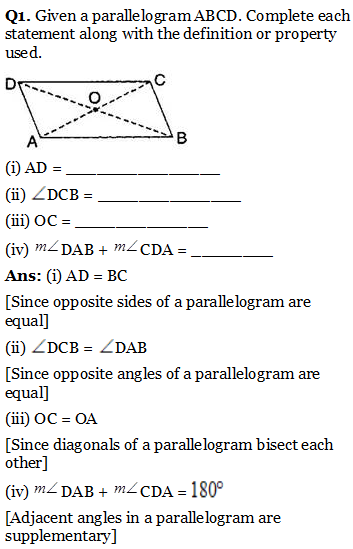 Q1. Given a parallelogram ABCD. Complete each
statement along with the definition or property
used.
D
C
O
A
B
(i) AD = __________________
(ii) ∠DCB = _________________
(iii) OC = ________________
(iv) m∠DAB + m∠CDA = __________
Ans: (i) AD = BC
[Since opposite sides of a parallelogram are
equal]
(ii) ∠DCB = ∠DAB
[Since opposite angles of a parallelogram are
equal]
(iii) OC = OA
[Since diagonals of a parallelogram bisect each
other]
(iv) m∠DAB + m∠CDA = 180°
[Adjacent angles in a parallelogram are
supplementary]